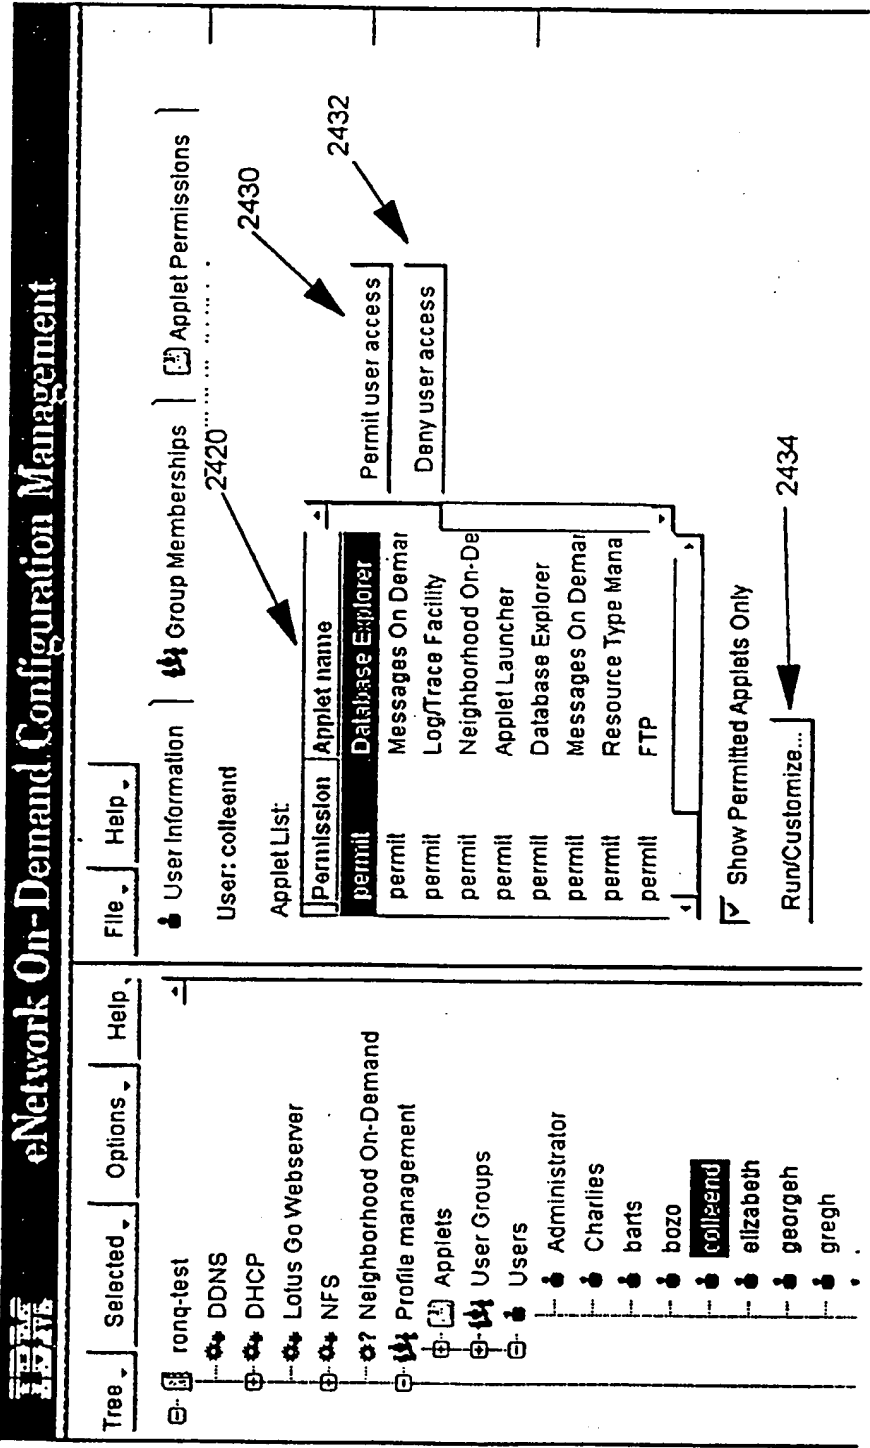 IBM
eNetwork On-Demand Configuration Management
Tree
Selected
Options
Help
ronq-test
DDNS
DHCP
Lotus Go Webserver
NFS
Neighborhood On-Demand
Profile management
Applets
User Groups
Users
Administrator
Charlies
barts
bozo
colleend
elizabeth
georgeh
gregh
File
Help
User Information
Group Memberships
Applet Permissions
User: colleend
2420
2430
2432
Applet List:
Permission Applet name
permit Database Explorer
permit Messages On Demar
permit Log/Trace Facility
permit Neighborhood On-De
permit Applet Launcher
permit Database Explorer
permit Messages On Demar
permit Resource Type Mana
permit FTP
Permit user access
Deny user access
Show Permitted Applets Only
Run/Customize...
2434